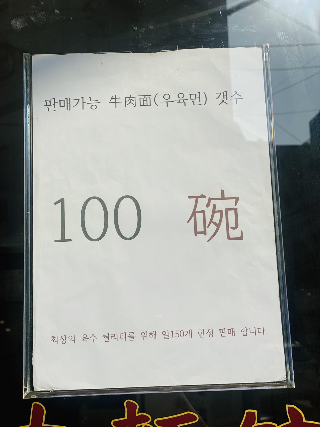 판매가능 牛肉面(우육면) 갯수
100 碗
최상의 육수 퀄리티를 위해 일150개 한정 판매 합니다